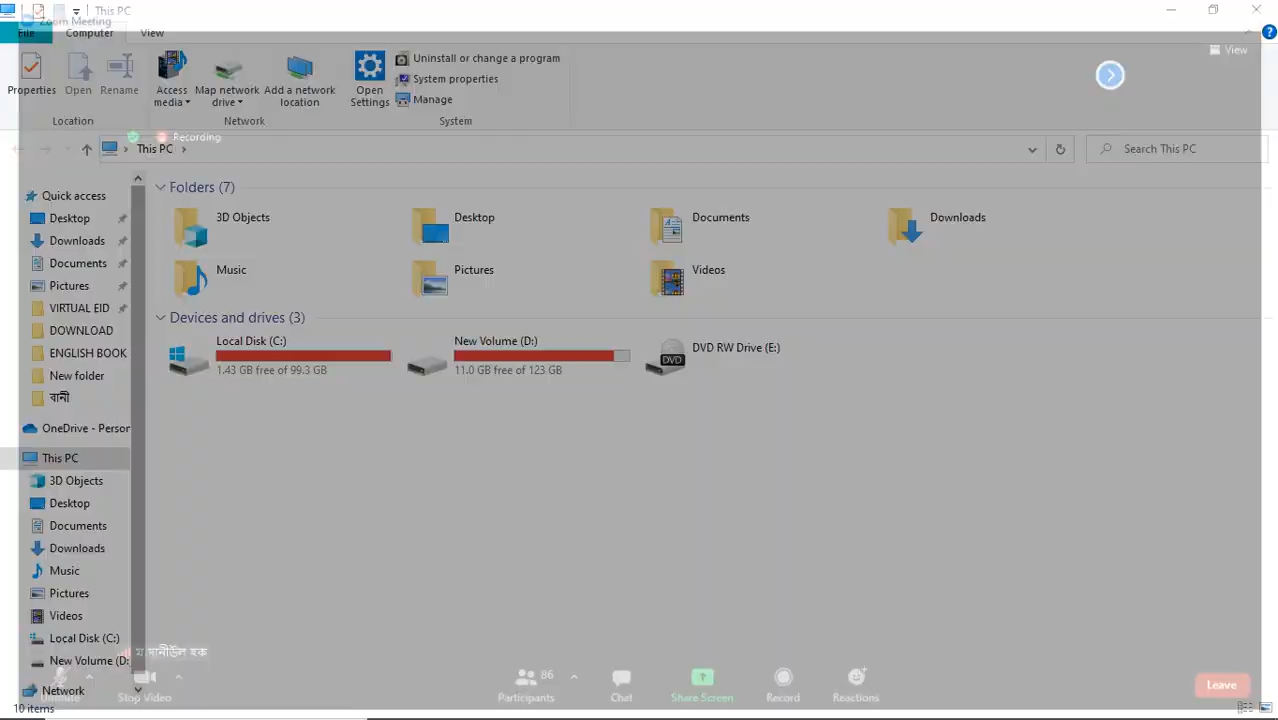 This PC
Zoom Meeting
File Computer View
View
Properties Open Rename Access media Map network drive Add a network location Open Settings
Uninstall or change a program
System properties
Manage
Location Network System
Recording
This PC
Search This PC
Quick access
Desktop
Downloads
Documents
Pictures
VIRTUAL EID
DOWNLOAD
ENGLISH BOOK
New folder
বানী
OneDrive - Person
This PC
3D Objects
Desktop
Documents
Downloads
Music
Pictures
Videos
Local Disk (C:)
New Volume (D:
Network
10 items
Folders (7)
3D Objects Desktop Documents Downloads
Music Pictures Videos
Devices and drives (3)
Local Disk (C:)
1.43 GB free of 99.3 GB
New Volume (D:)
11.0 GB free of 123 GB
DVD RW Drive (E:)
DVD
হক
Unmute Stop Video
86
Participants Chat Share Screen Record Reactions
Leave